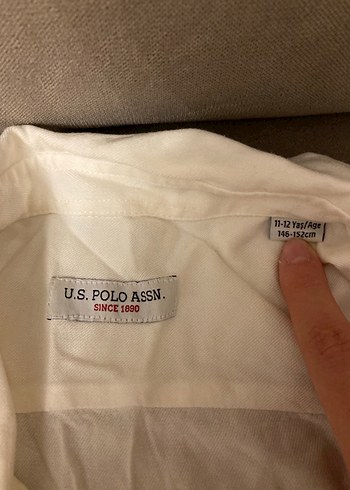 11-12 Yaş/Age
146-152cm
U.S. POLO ASSN.
SINCE 1890